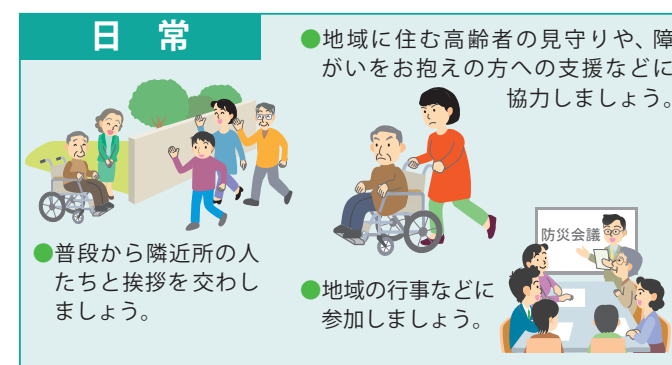 日 常
●地域に住む高齢者の見守りや、障
がいをお抱えの方への支援などに
協力しましょう。
●普段から隣近所の人
たちと挨拶を交わし
ましょう。
●地域の行事などに
参加しましょう。
防災会議